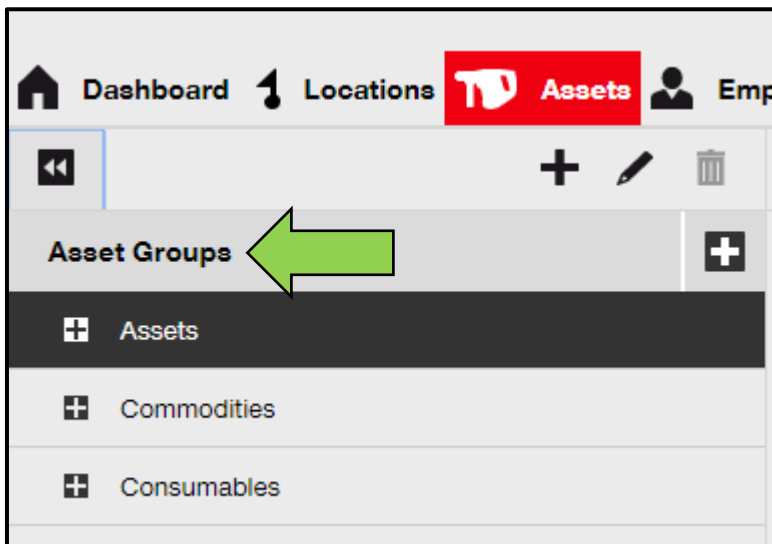 Dashboard Locations Assets Emp
Asset Groups
Assets
Commodities
Consumables